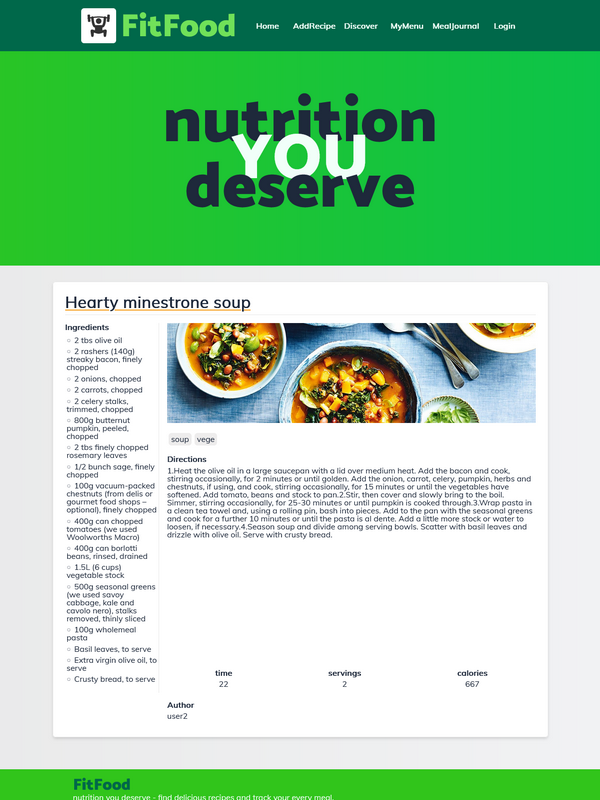 FitFood
Home AddRecipe Discover MyMenu MealJournal Login
nutrition
YOU
deserve
Hearty minestrone soup
Ingredients
2 tbs olive oil
2 rashers (140g)
streaky bacon, finely
chopped
2 onions, chopped
2 carrots, chopped
2 celery stalks,
trimmed, chopped
800g butternut
pumpkin, peeled,
chopped
2 tbs finely chopped
rosemary leaves
1/2 bunch sage, finely
chopped
100g vacuum-packed
chestnuts (from delis or
gourmet food shops –
optional), finely chopped
400g can chopped
tomatoes (we used
Woolworths Macro)
400g can borlotti
beans, rinsed, drained
1.5L (6 cups)
vegetable stock
500g seasonal greens
(we used savoy
cabbage, kale and
cavolo nero), stalks
removed, thinly sliced
100g wholemeal
pasta
Basil leaves, to serve
Extra virgin olive oil, to
serve
Crusty bread, to serve
soup vege
Directions
1.Heat the olive oil in a large saucepan with a lid over medium heat. Add the bacon and cook,
stirring occasionally, for 2 minutes or until golden. Add the onion, carrot, celery, pumpkin, herbs and
chestnuts, if using, and cook, stirring occasionally, for 15 minutes or until the vegetables have
softened. Add tomato, beans and stock to pan.2.Stir, then cover and slowly bring to the boil.
Simmer, stirring occasionally, for 25-30 minutes or until pumpkin is cooked through.3.Wrap pasta in
a clean tea towel and, using a rolling pin, bash into pieces. Add to the pan with the seasonal greens
and cook for a further 10 minutes or until the pasta is al dente. Add a little more stock or water to
loosen, if necessary.4.Season soup and divide among serving bowls. Scatter with basil leaves and
drizzle with olive oil. Serve with crusty bread.
time servings calories
22 2 667
Author
user2
FitFood
nutrition you deserve - find delicious recipes and track your every meal.